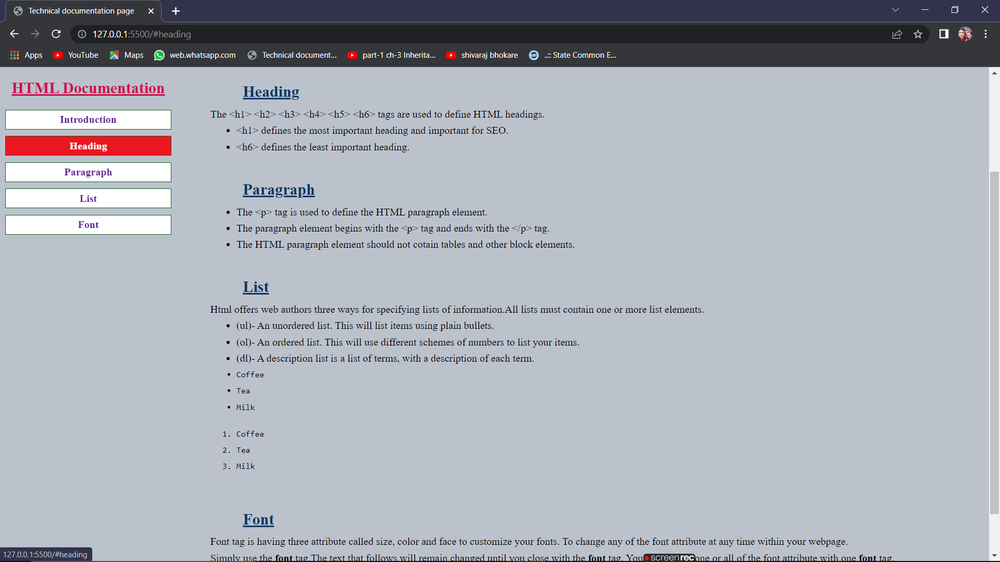 Technical documentation page
127.0.0.1:5500/#heading
Apps YouTube Maps web.whatsapp.com Technical document... part-1 ch-3 Inherita... shivaraj bhokare ..:: State Common E...
HTML Documentation
Introduction
Heading
Paragraph
List
Font
Heading
The <h1> <h2> <h3> <h4> <h5> <h6> tags are used to define HTML headings.
• <h1> defines the most important heading and important for SEO.
• <h6> defines the least important heading.
Paragraph
• The <p> tag is used to define the HTML paragraph element.
• The paragraph element begins with the <p> tag and ends with the </p> tag.
• The HTML paragraph element should not cotain tables and other block elements.
List
Html offers web authors three ways for specifying lists of information.All lists must contain one or more list elements.
• (ul)- An unordered list. This will list items using plain bullets.
• (ol)- An ordered list. This will use different schemes of numbers to list your items.
• (dl)- A description list is a list of terms, with a description of each term.
• Coffee
• Tea
• Milk
1. Coffee
2. Tea
3. Milk
Font
Font tag is having three attribute called size, color and face to customize your fonts. To change any of the font attribute at any time within your webpage.
Simply use the font tag.The text that follows will remain changed until you close with the font tag. You one or all of the font attribute with one font tag.
127.0.0.1:5500/#heading
screenrec